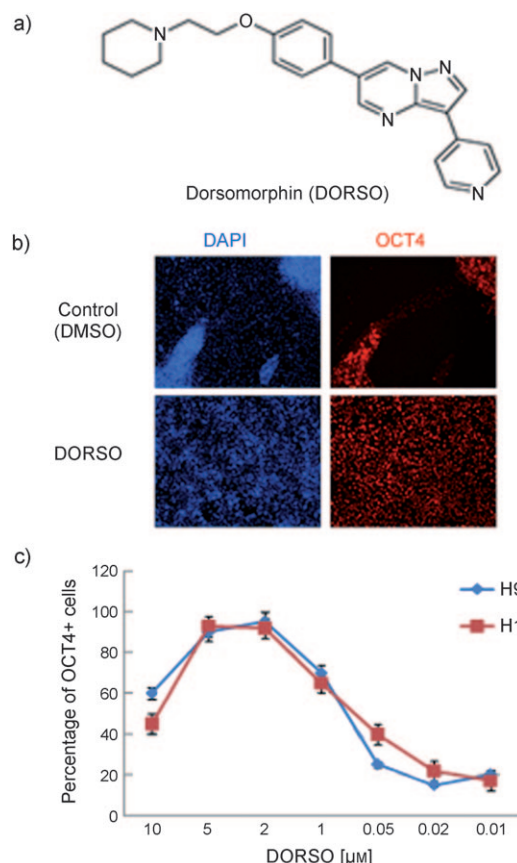 a)
N
O
N
N
N
N
Dorsomorphin (DORSO)
b)
DAPI OCT4
Control
(DMSO)
DORSO
c)
Percentage of OCT4+ cells
120
100
80
60
40
20
0
10 5 2 1 0.05 0.02 0.01
DORSO [µM]